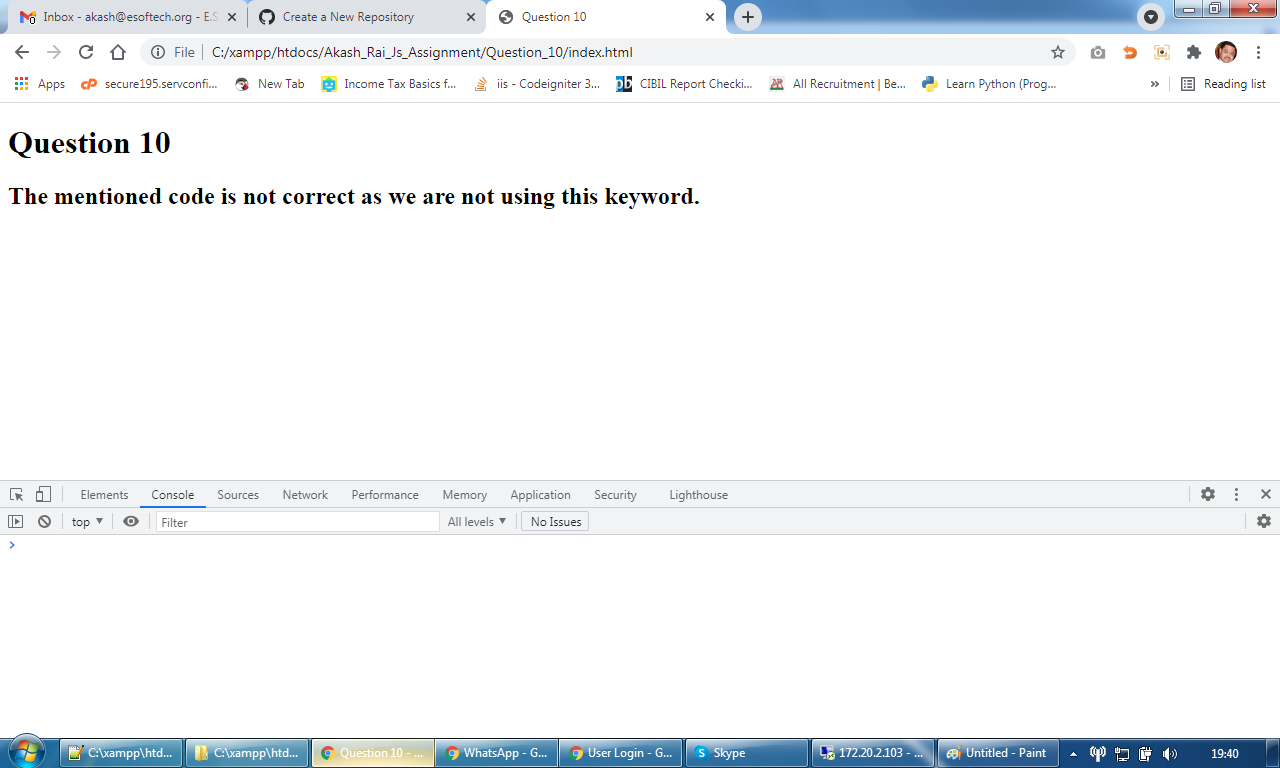 Inbox - akash@esoftech.org - E.S
Create a New Repository
Question 10
File
C:/xampp/htdocs/Akash_Rai_Js_Assignment/Question_10/index.html
Apps
secure195.servconfi...
New Tab
Income Tax Basics f...
iis - Codeigniter 3...
CIBIL Report Checki...
All Recruitment | Be...
Learn Python (Prog...
»
Reading list
Question 10
The mentioned code is not correct as we are not using this keyword.
Elements
Console
Sources
Network
Performance
Memory
Application
Security
Lighthouse
top
Filter
All levels
No Issues
C:\xampp\htd...
C:\xampp\htd...
Question 10 - ...
WhatsApp - G...
User Login - G...
Skype
172.20.2.103 - ...
Untitled - Paint
19:40